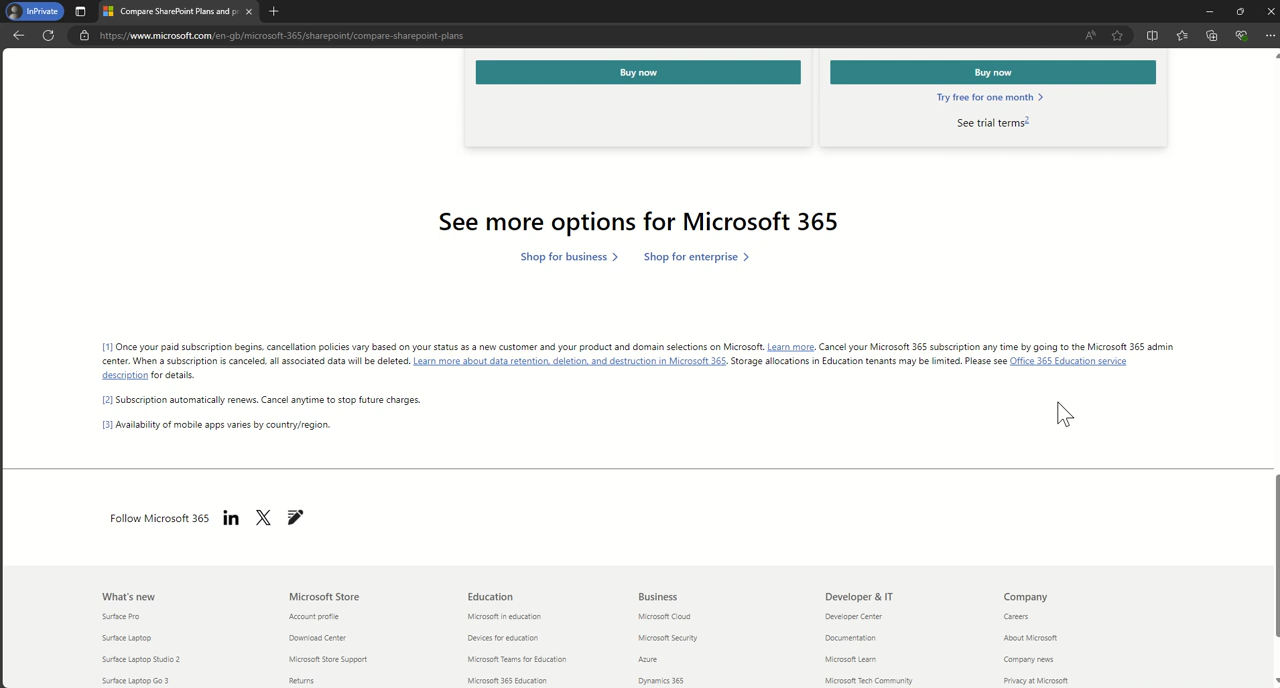 InPrivate
Compare SharePoint Plans and pr
https://www.microsoft.com/en-gb/microsoft-365/sharepoint/compare-sharepoint-plans
Buy now
Buy now
Try free for one month
See trial terms2
See more options for Microsoft 365
Shop for business
Shop for enterprise
[1] Once your paid subscription begins, cancellation policies vary based on your status as a new customer and your product and domain selections on Microsoft. Learn more. Cancel your Microsoft 365 subscription any time by going to the Microsoft 365 admin
center. When a subscription is canceled, all associated data will be deleted. Learn more about data retention, deletion, and destruction in Microsoft 365. Storage allocations in Education tenants may be limited. Please see Office 365 Education service
description for details.
[2] Subscription automatically renews. Cancel anytime to stop future charges.
[3] Availability of mobile apps varies by country/region.
Follow Microsoft 365
What's new
Surface Pro
Surface Laptop
Surface Laptop Studio 2
Surface Laptop Go 3
Microsoft Store
Account profile
Download Center
Microsoft Store Support
Returns
Education
Microsoft in education
Devices for education
Microsoft Teams for Education
Microsoft 365 Education
Business
Microsoft Cloud
Microsoft Security
Azure
Dynamics 365
Developer & IT
Developer Center
Documentation
Microsoft Learn
Microsoft Tech Community
Company
Careers
About Microsoft
Company news
Privacy at Microsoft